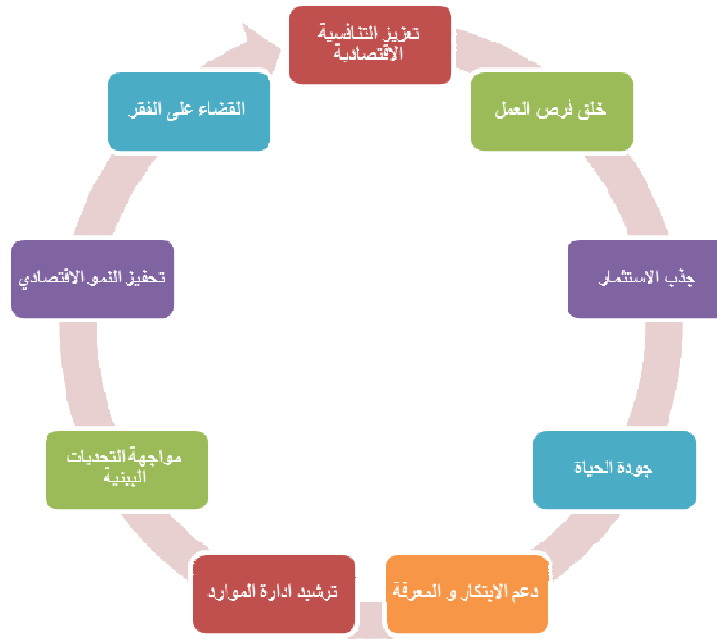 تعزيز التنافسية
الاقتصادية
خلق فرص العمل
جذب الاستثمار
جودة الحياة
دعم الابتكار و المعرفة
ترشيد ادارة الموارد
مواجهة التحديات
البيئية
تحفيز النمو الاقتصادي
القضاء على الفقر